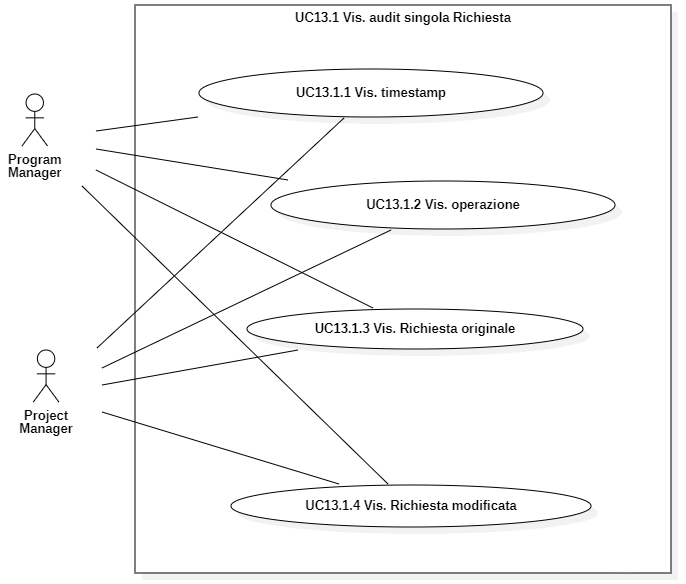 UC13.1 Vis. audit singola Richiesta
UC13.1.1 Vis. timestamp
Program
Manager
UC13.1.2 Vis. operazione
UC13.1.3 Vis. Richiesta originale
Project
Manager
UC13.1.4 Vis. Richiesta modificata